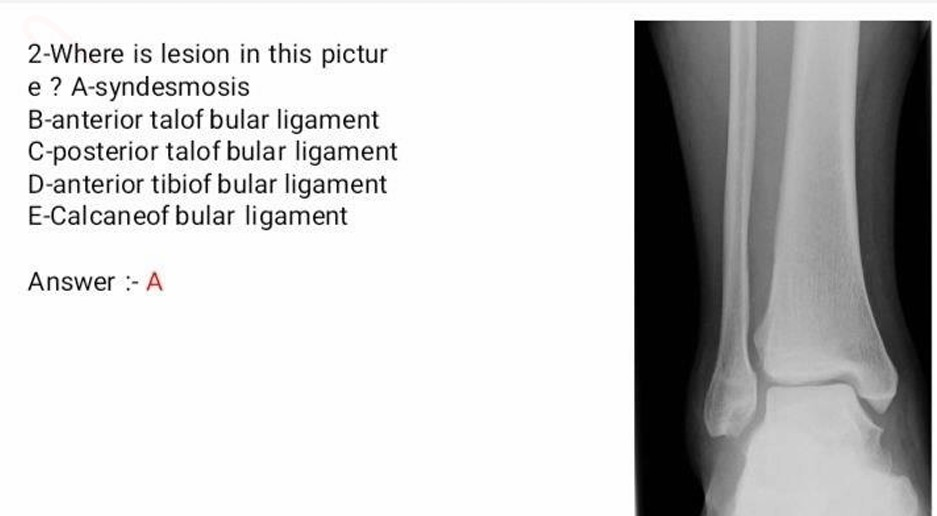 2-Where is lesion in this pictur
e ? A-syndesmosis
B-anterior talof bular ligament
C-posterior talof bular ligament
D-anterior tibiof bular ligament
E-Calcaneof bular ligament
Answer :- A